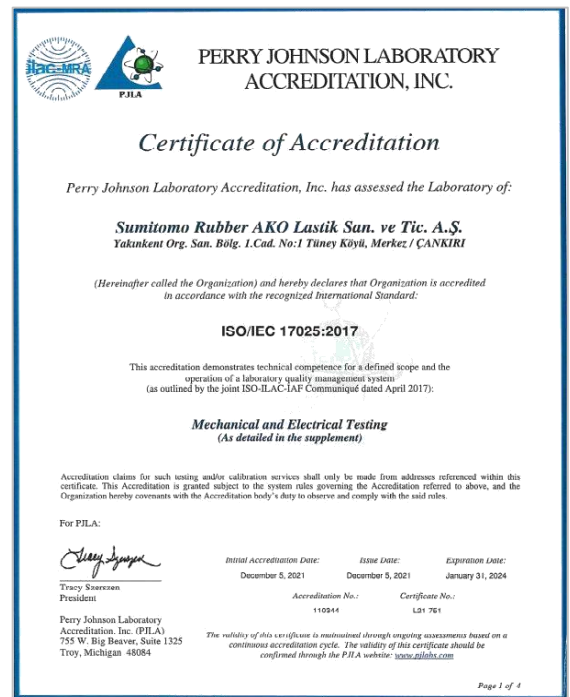 ilac-MRA
PJLA
PERRY JOHNSON LABORATORY
ACCREDITATION, INC.
Certificate of Accreditation
Perry Johnson Laboratory Accreditation, Inc. has assessed the Laboratory of:
Sumitomo Rubber AKO Lastik San. ve Tic. A.Ş.
Yakınkent Org. San. Bölg. 1.Cad. No:1 Tüney Köyü, Merkez / ÇANKIRI
(Hereinafter called the Organization) and hereby declares that Organization is accredited
in accordance with the recognized International Standard:
ISO/IEC 17025:2017
This accreditation demonstrates technical competence for a defined scope and the
operation of a laboratory quality management system
(as outlined by the joint ISO-ILAC-IAF Communiqué dated April 2017):
Mechanical and Electrical Testing
(As detailed in the supplement)
Accreditation claims for such testing and/or calibration services shall only be made from addresses referenced within this
certificate. This Accreditation is granted subject to the system rules governing the Accreditation referred to above, and the
Organization hereby covenants with the Accreditation body's duty to observe and comply with the said rules.
For PJLA:
Tracy Szerszen
President
Initial Accreditation Date: Issue Date: Expiration Date:
December 5, 2021 December 5, 2021 January 31, 2024
Accreditation No.: Certificate No.:
110944 L21 761
Perry Johnson Laboratory
Accreditation, Inc. (PJLA)
755 W. Big Beaver, Suite 1325
Troy, Michigan 48084
The validity of this certificate is maintained through ongoing assessments based on a
continuous accreditation cycle. The validity of this certificate should be
confirmed through the PJLA website: www.pjlabs.com
Page 1 of 4